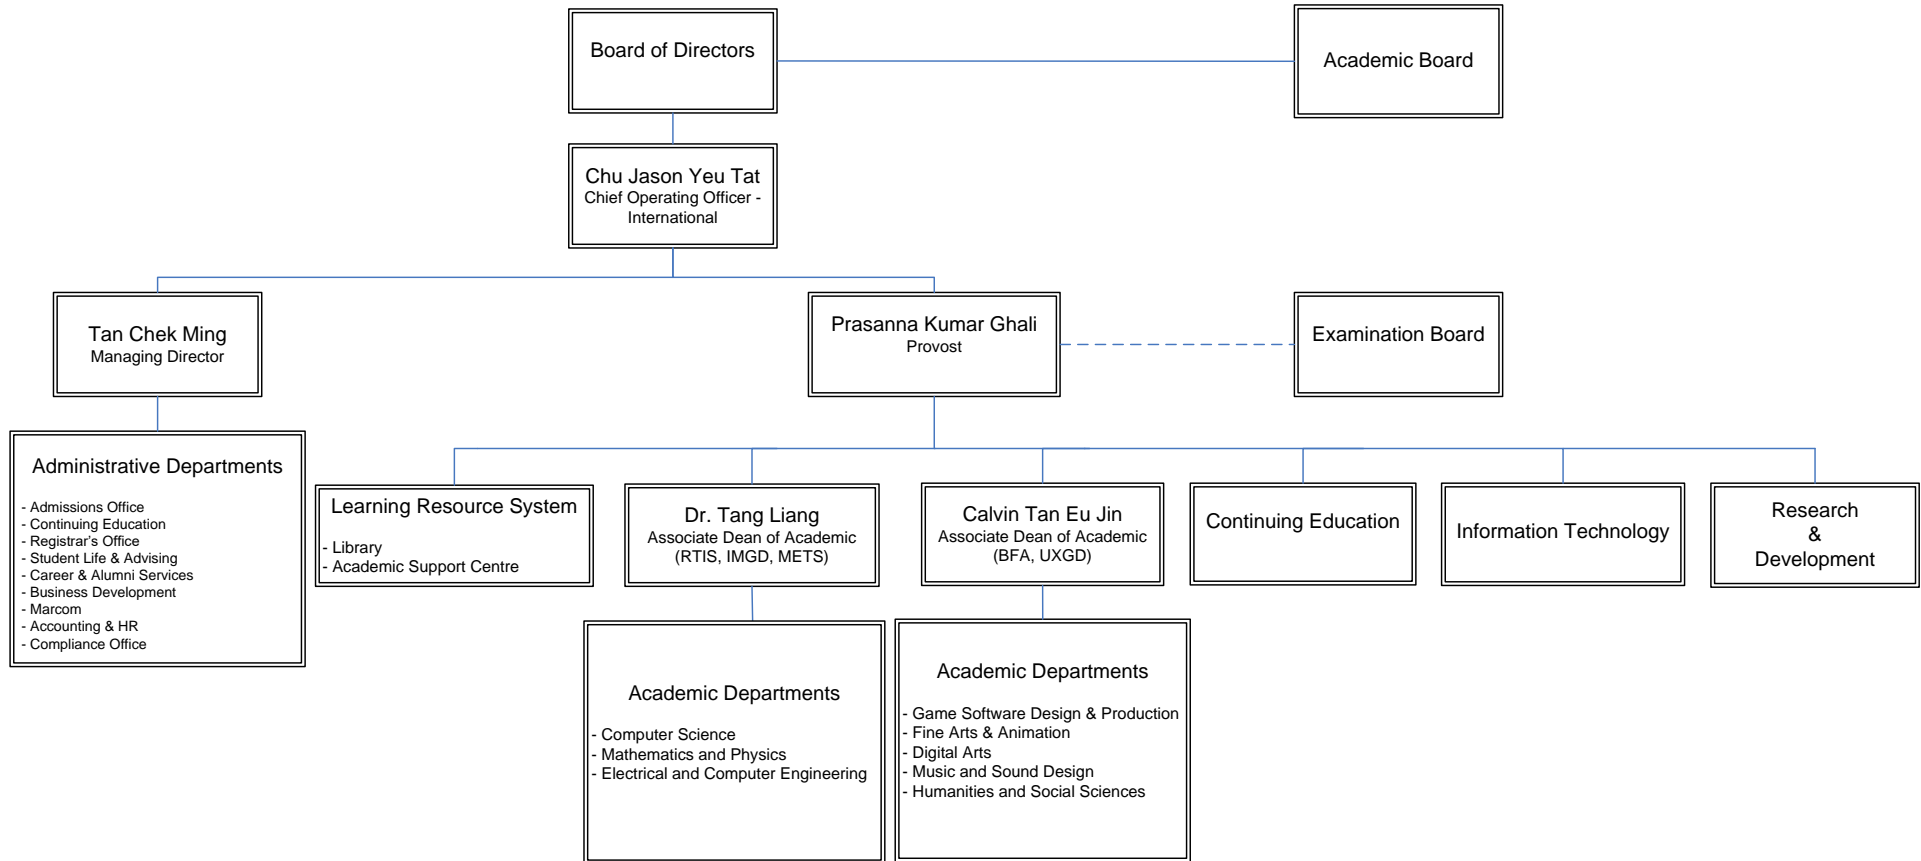 Board of Directors
Academic Board
Chu Jason Yeu Tat
Chief Operating Officer -
International
Tan Chek Ming
Managing Director
Prasanna Kumar Ghali
Provost
Examination Board
Administrative Departments
- Admissions Office
- Continuing Education
- Registrar's Office
- Student Life & Advising
- Career & Alumni Services
- Business Development
- Marcom
- Accounting & HR
- Compliance Office
Learning Resource System
- Library
- Academic Support Centre
Dr. Tang Liang
Associate Dean of Academic
(RTIS, IMGD, METS)
Calvin Tan Eu Jin
Associate Dean of Academic
(BFA, UXGD)
Continuing Education
Information Technology
Research
&
Development
Academic Departments
- Computer Science
- Mathematics and Physics
- Electrical and Computer Engineering
Academic Departments
- Game Software Design & Production
- Fine Arts & Animation
- Digital Arts
- Music and Sound Design
- Humanities and Social Sciences